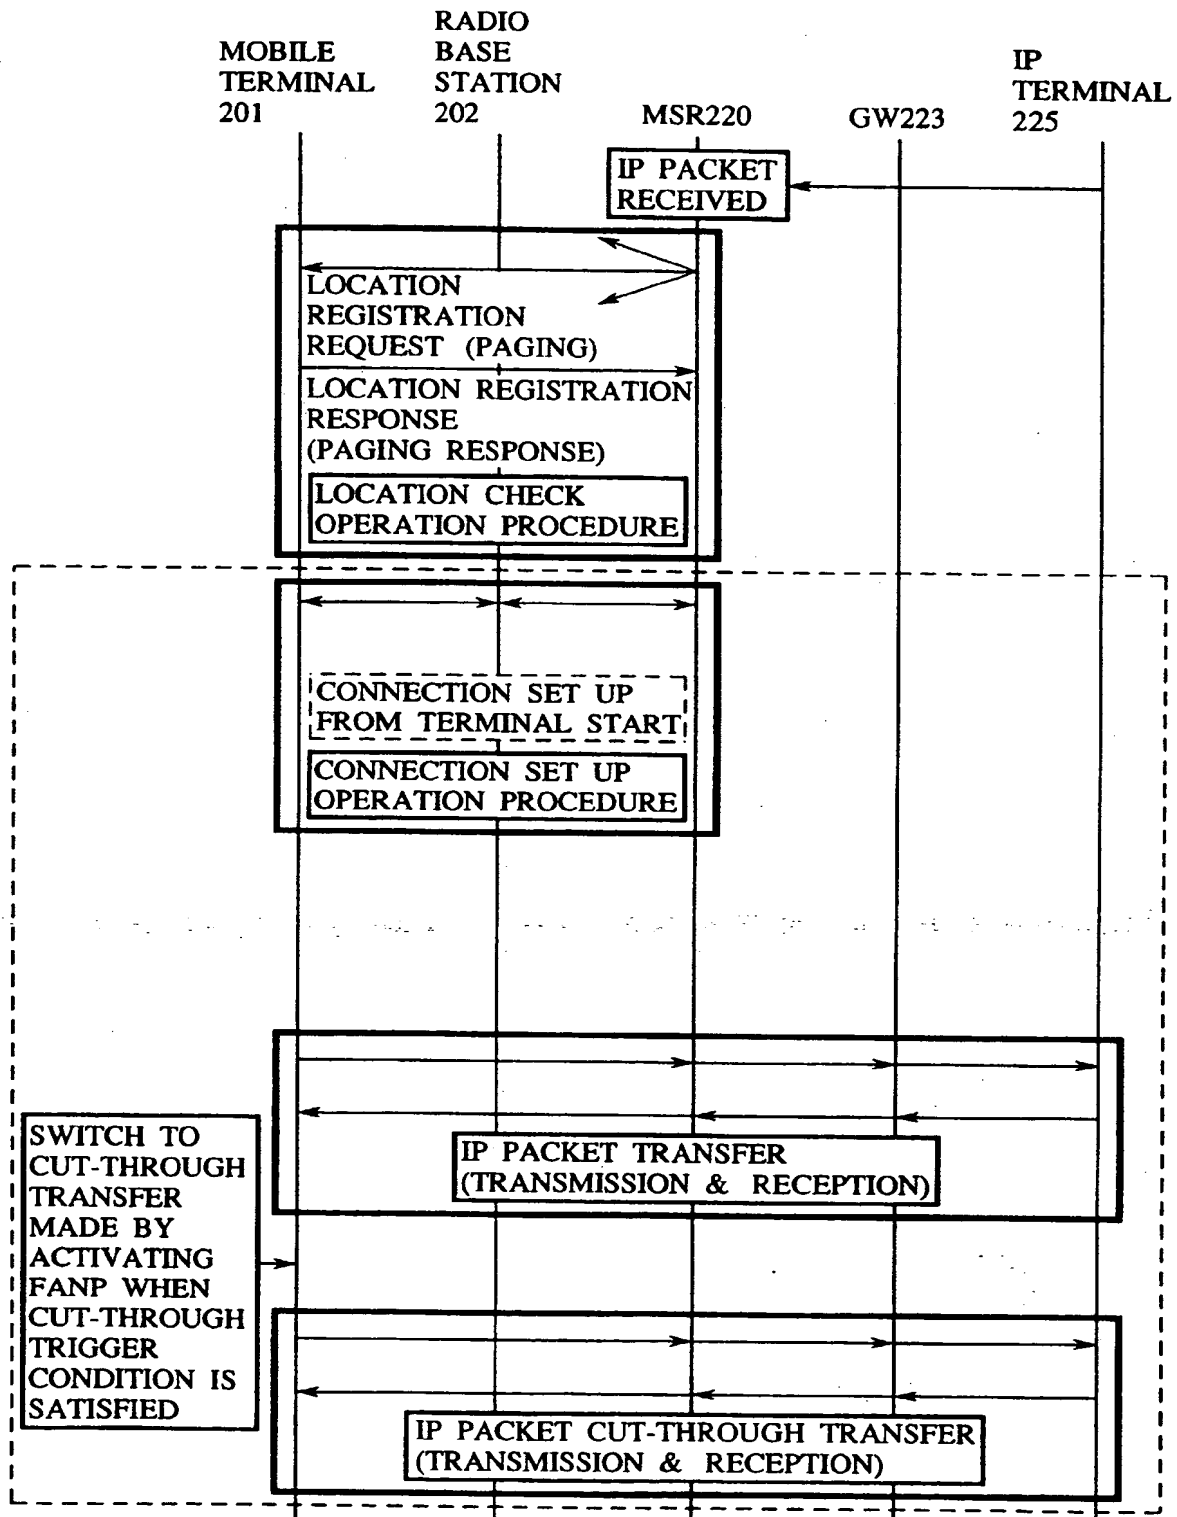 MOBILE
TERMINAL
201
RADIO
BASE
STATION
202
MSR220
GW223
IP
TERMINAL
225
IP PACKET
RECEIVED
LOCATION
REGISTRATION
REQUEST (PAGING)
LOCATION REGISTRATION
RESPONSE
(PAGING RESPONSE)
LOCATION CHECK
OPERATION PROCEDURE
CONNECTION SET UP
FROM TERMINAL START
CONNECTION SET UP
OPERATION PROCEDURE
IP PACKET TRANSFER
(TRANSMISSION & RECEPTION)
SWITCH TO
CUT-THROUGH
TRANSFER
MADE BY
ACTIVATING
FANP WHEN
CUT-THROUGH
TRIGGER
CONDITION IS
SATISFIED
IP PACKET CUT-THROUGH TRANSFER
(TRANSMISSION & RECEPTION)